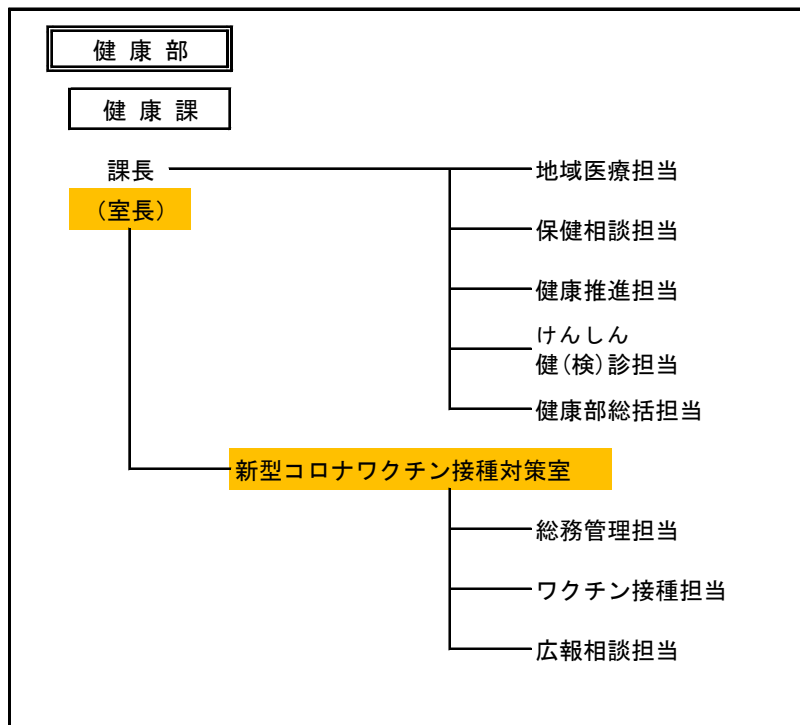 健康部
健康課
課長
(室長)
地域医療担当
保健相談担当
健康推進担当
けんしん
健(検)診担当
健康部総括担当
新型コロナワクチン接種対策室
総務管理担当
ワクチン接種担当
広報相談担当